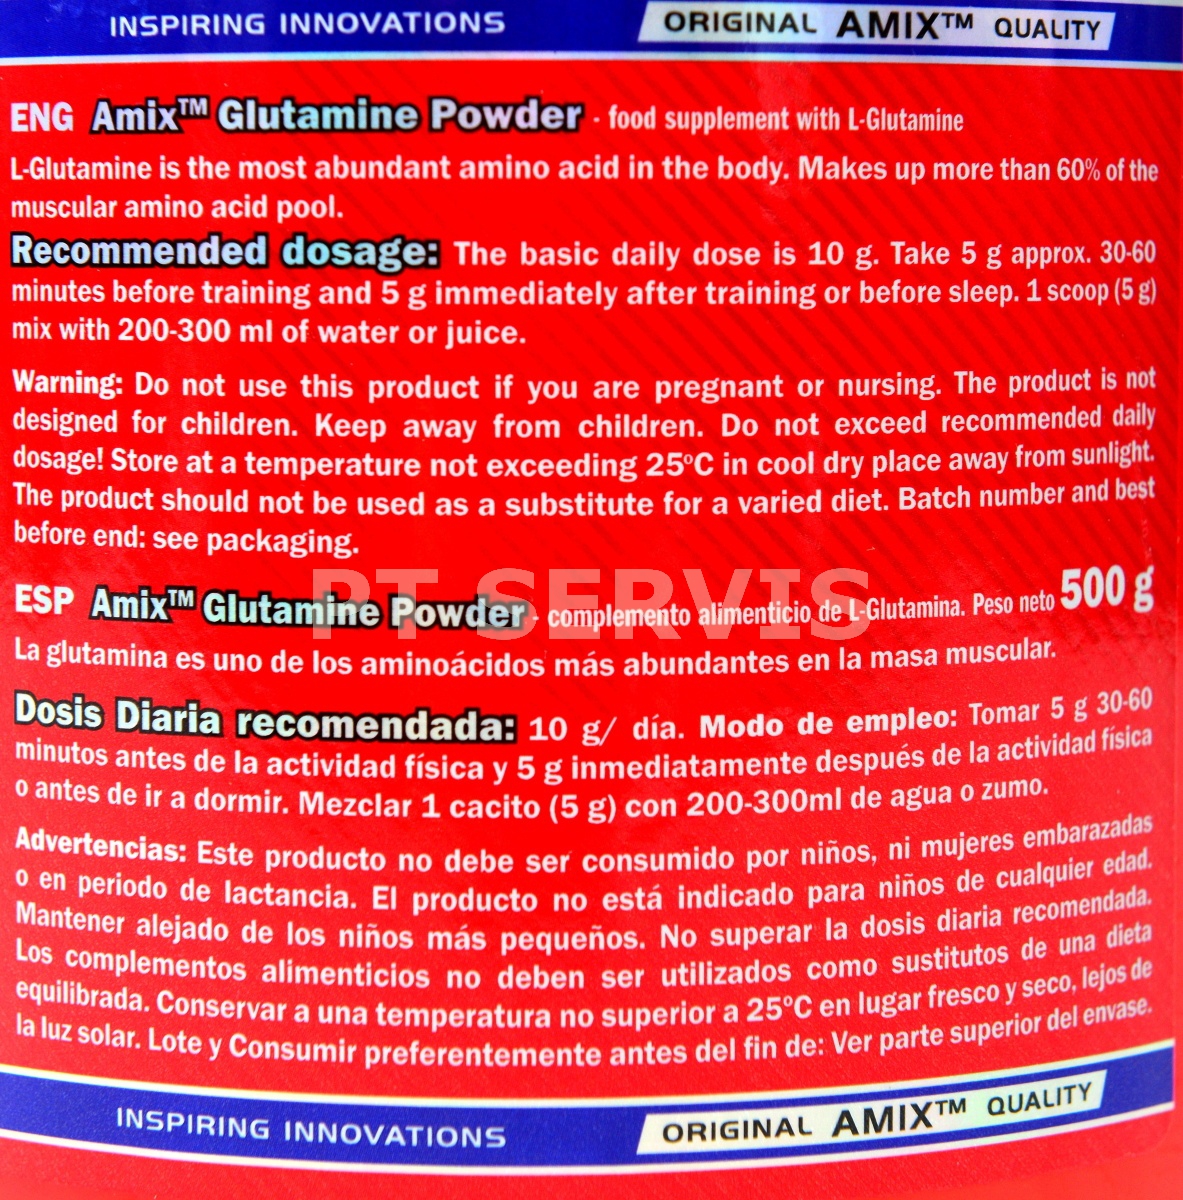 INSPIRING INNOVATIONS ORIGINAL AMIX™ QUALITY
ENG Amix™ Glutamine Powder - food supplement with L-Glutamine
L-Glutamine is the most abundant amino acid in the body. Makes up more than 60% of the
muscular amino acid pool.
Recommended dosage: The basic daily dose is 10 g. Take 5 g approx. 30-60
minutes before training and 5 g immediately after training or before sleep. 1 scoop (5 g)
mix with 200-300 ml of water or juice.
Warning: Do not use this product if you are pregnant or nursing. The product is not
designed for children. Keep away from children. Do not exceed recommended daily
dosage! Store at a temperature not exceeding 25ºC in cool dry place away from sunlight.
The product should not be used as a substitute for a varied diet. Batch number and best
before end: see packaging.
PT SERVIS
ESP Amix™ Glutamine Powder - complemento alimenticio de L-Glutamina. Peso neto 500 g
La glutamina es uno de los aminoácidos más abundantes en la masa muscular.
Dosis Diaria recomendada: 10 g/ día. Modo de empleo: Tomar 5 g 30-60
minutos antes de la actividad física y 5 g inmediatamente después de la actividad física
o antes de ir a dormir. Mezclar 1 cacito (5 g) con 200-300ml de agua o zumo.
Advertencias: Este producto no debe ser consumido por niños, ni mujeres embarazadas
o en periodo de lactancia. El producto no está indicado para niños de cualquier edad.
Mantener alejado de los niños más pequeños. No superar la dosis diaria recomendada.
Los complementos alimenticios no deben ser utilizados como sustitutos de una dieta
equilibrada. Conservar a una temperatura no superior a 25ºC en lugar fresco y seco, lejos de
la luz solar. Lote y Consumir preferentemente antes del fin de: Ver parte superior del envase.
INSPIRING INNOVATIONS ORIGINAL AMIX™ QUALITY